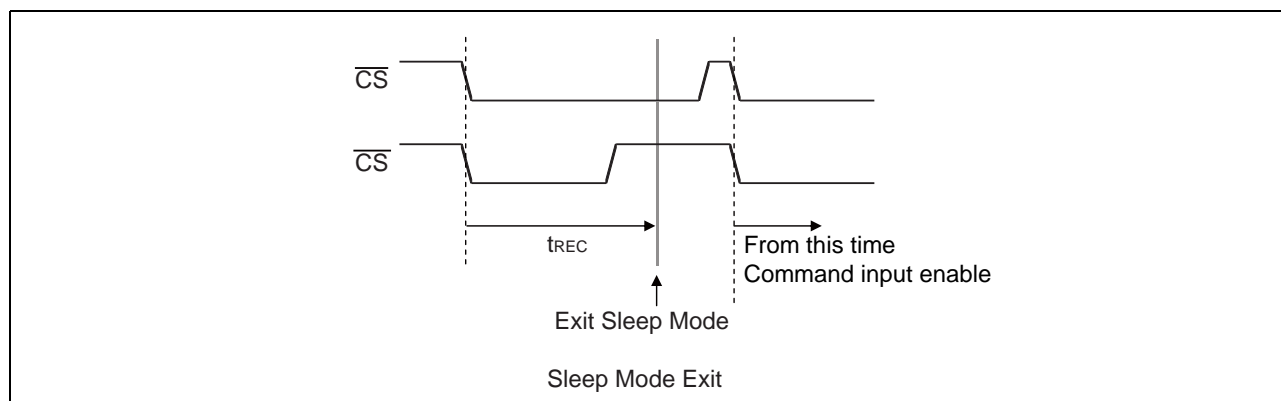 CS
CS
tREC
From this time
Command input enable
Exit Sleep Mode
Sleep Mode Exit